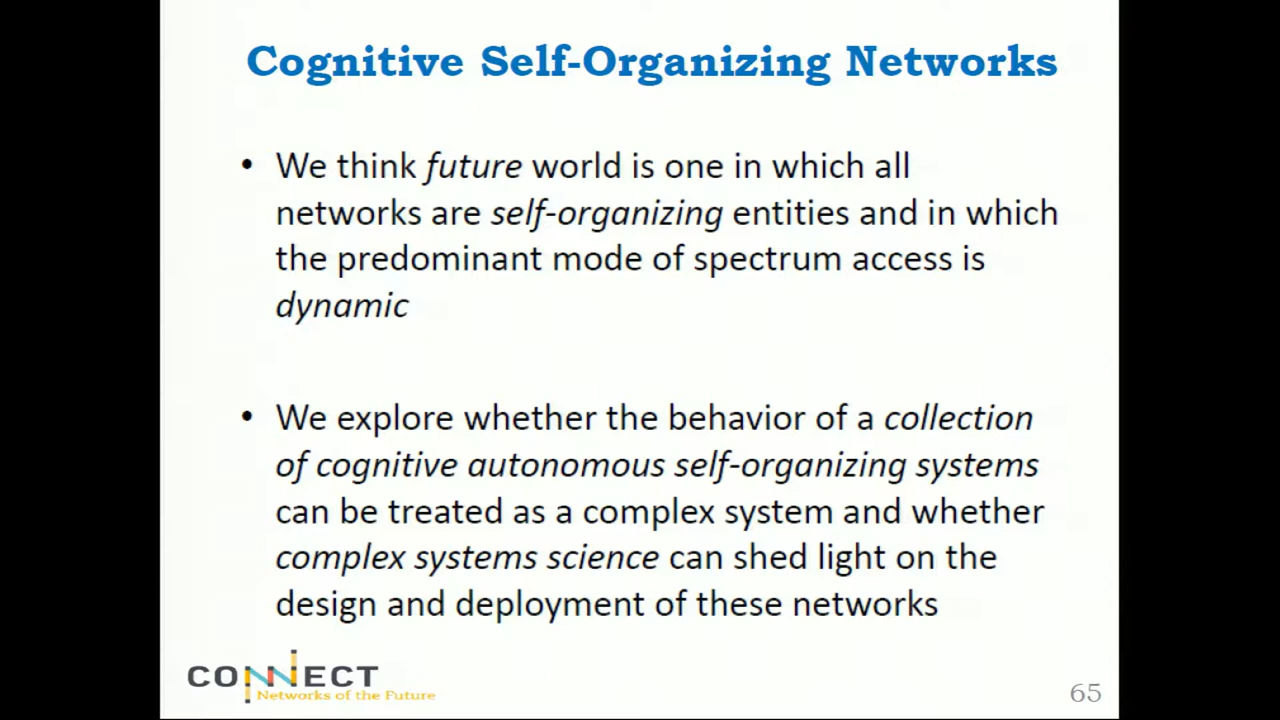 Cognitive Self-Organizing Networks
• We think future world is one in which all
networks are self-organizing entities and in which
the predominant mode of spectrum access is
dynamic
• We explore whether the behavior of a collection
of cognitive autonomous self-organizing systems
can be treated as a complex system and whether
complex systems science can shed light on the
design and deployment of these networks
CONNECT
Networks of the Future
65